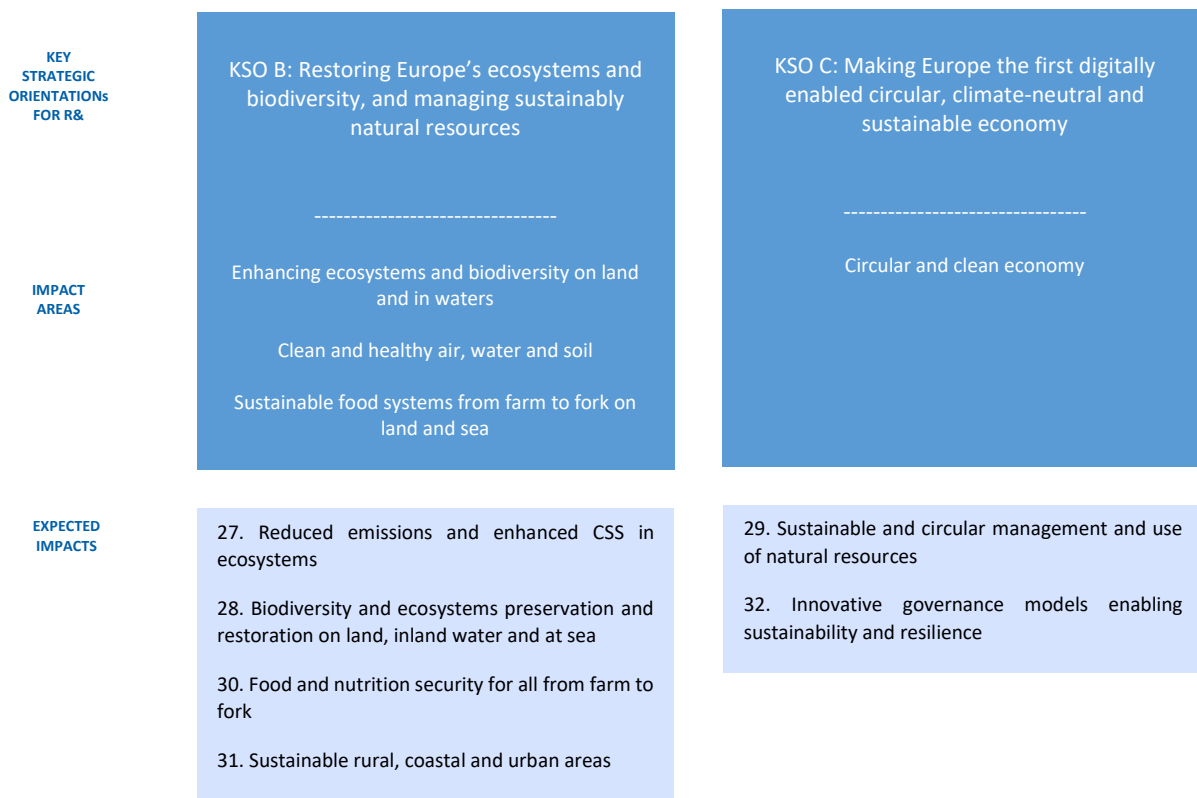 KEY
STRATEGIC
ORIENTATIONs
FOR R&
KSO B: Restoring Europe's ecosystems and
biodiversity, and managing sustainably
natural resources
KSO C: Making Europe the first digitally
enabled circular, climate-neutral and
sustainable economy
---------------------------------
---------------------------------
IMPACT
AREAS
Enhancing ecosystems and biodiversity on land
and in waters
Clean and healthy air, water and soil
Sustainable food systems from farm to fork on
land and sea
Circular and clean economy
EXPECTED
IMPACTS
27. Reduced emissions and enhanced CSS in
ecosystems
28. Biodiversity and ecosystems preservation and
restoration on land, inland water and at sea
30. Food and nutrition security for all from farm to
fork
31. Sustainable rural, coastal and urban areas
29. Sustainable and circular management and use
of natural resources
32. Innovative governance models enabling
sustainability and resilience